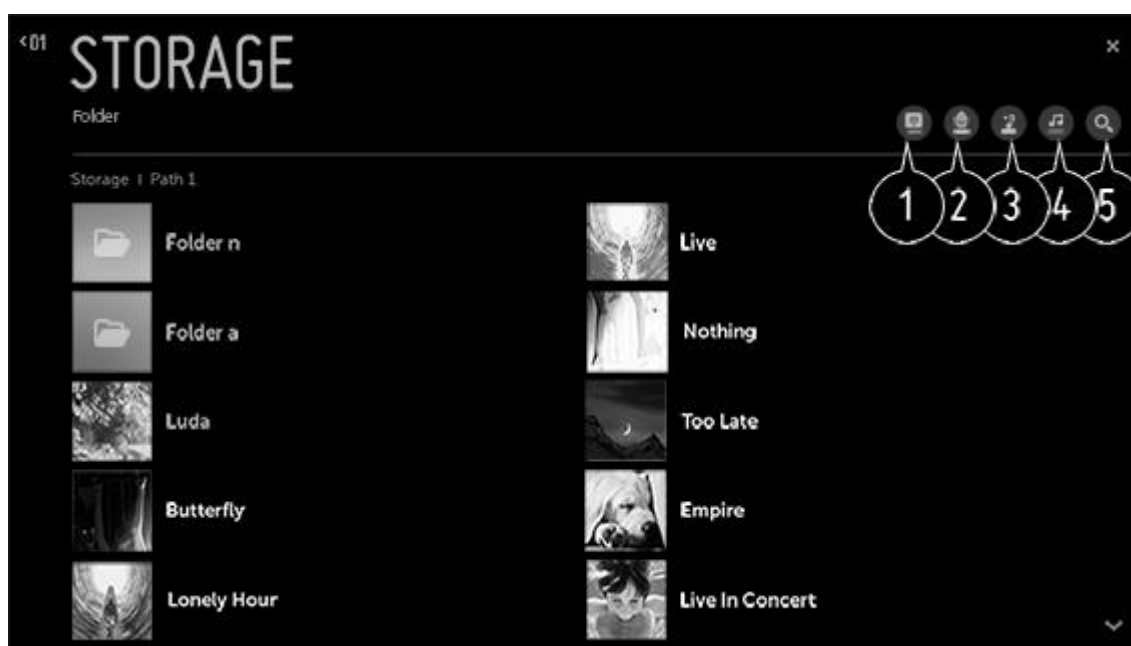 <01
STORAGE
Folder
1 2 3 4 5
Storage | Path 1
Folder n
Live
Folder a
Nothing
Luda
Too Late
Butterfly
Empire
Lonely Hour
Live In Concert